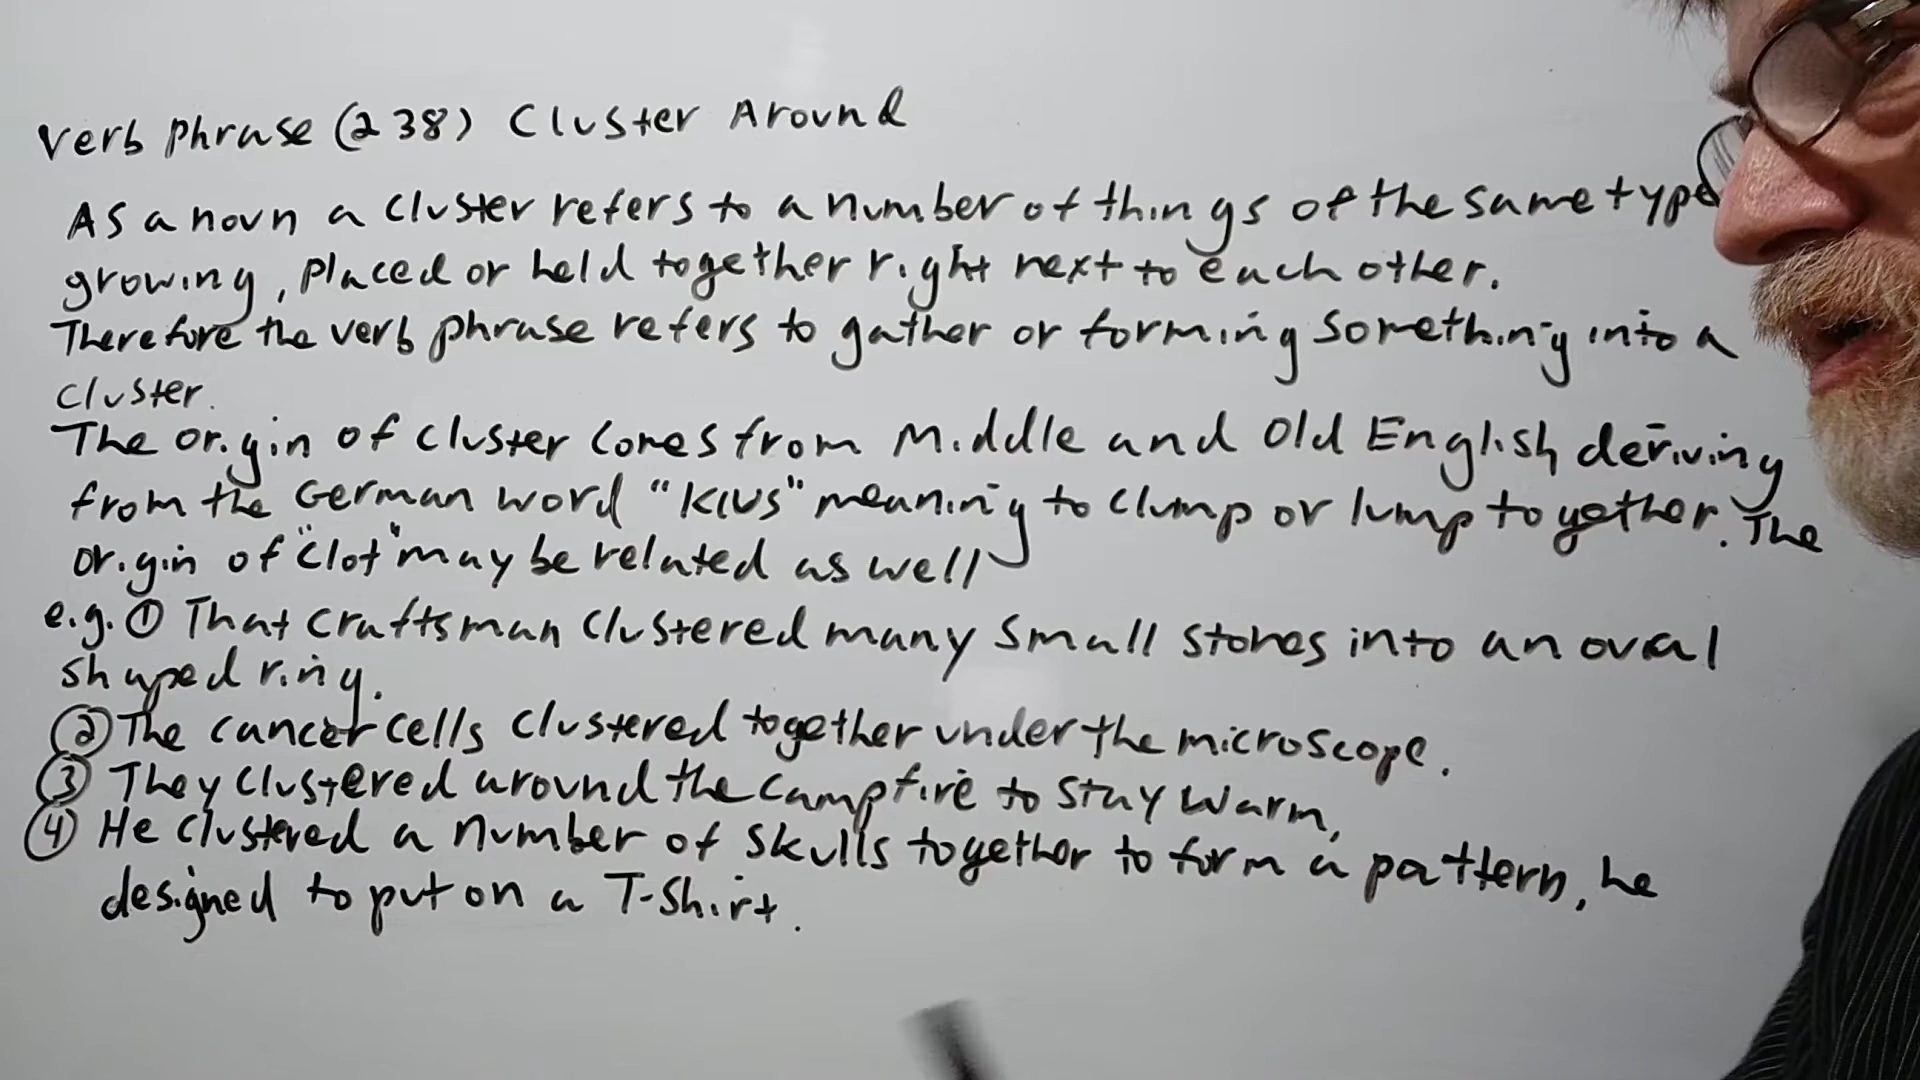 Verb Phrase (238) Cluster Around
As a noun a cluster refers to a number of things of the same type
growing, placed or held together right next to each other.
Therefore the verb phrase refers to gather or forming something into a
cluster.
The origin of cluster comes from Middle and Old English deriving
from the German word "Klus" meaning to clump or lump together. The
origin of "clot" may be related as well
e.g. ① That craftsman clustered many small stones into an oval
shaped ring.
② The cancer cells clustered together under the microscope.
③ They clustered around the campfire to stay warm,
④ He clustered a number of skulls together to form a pattern, he
designed to put on a T-Shirt.